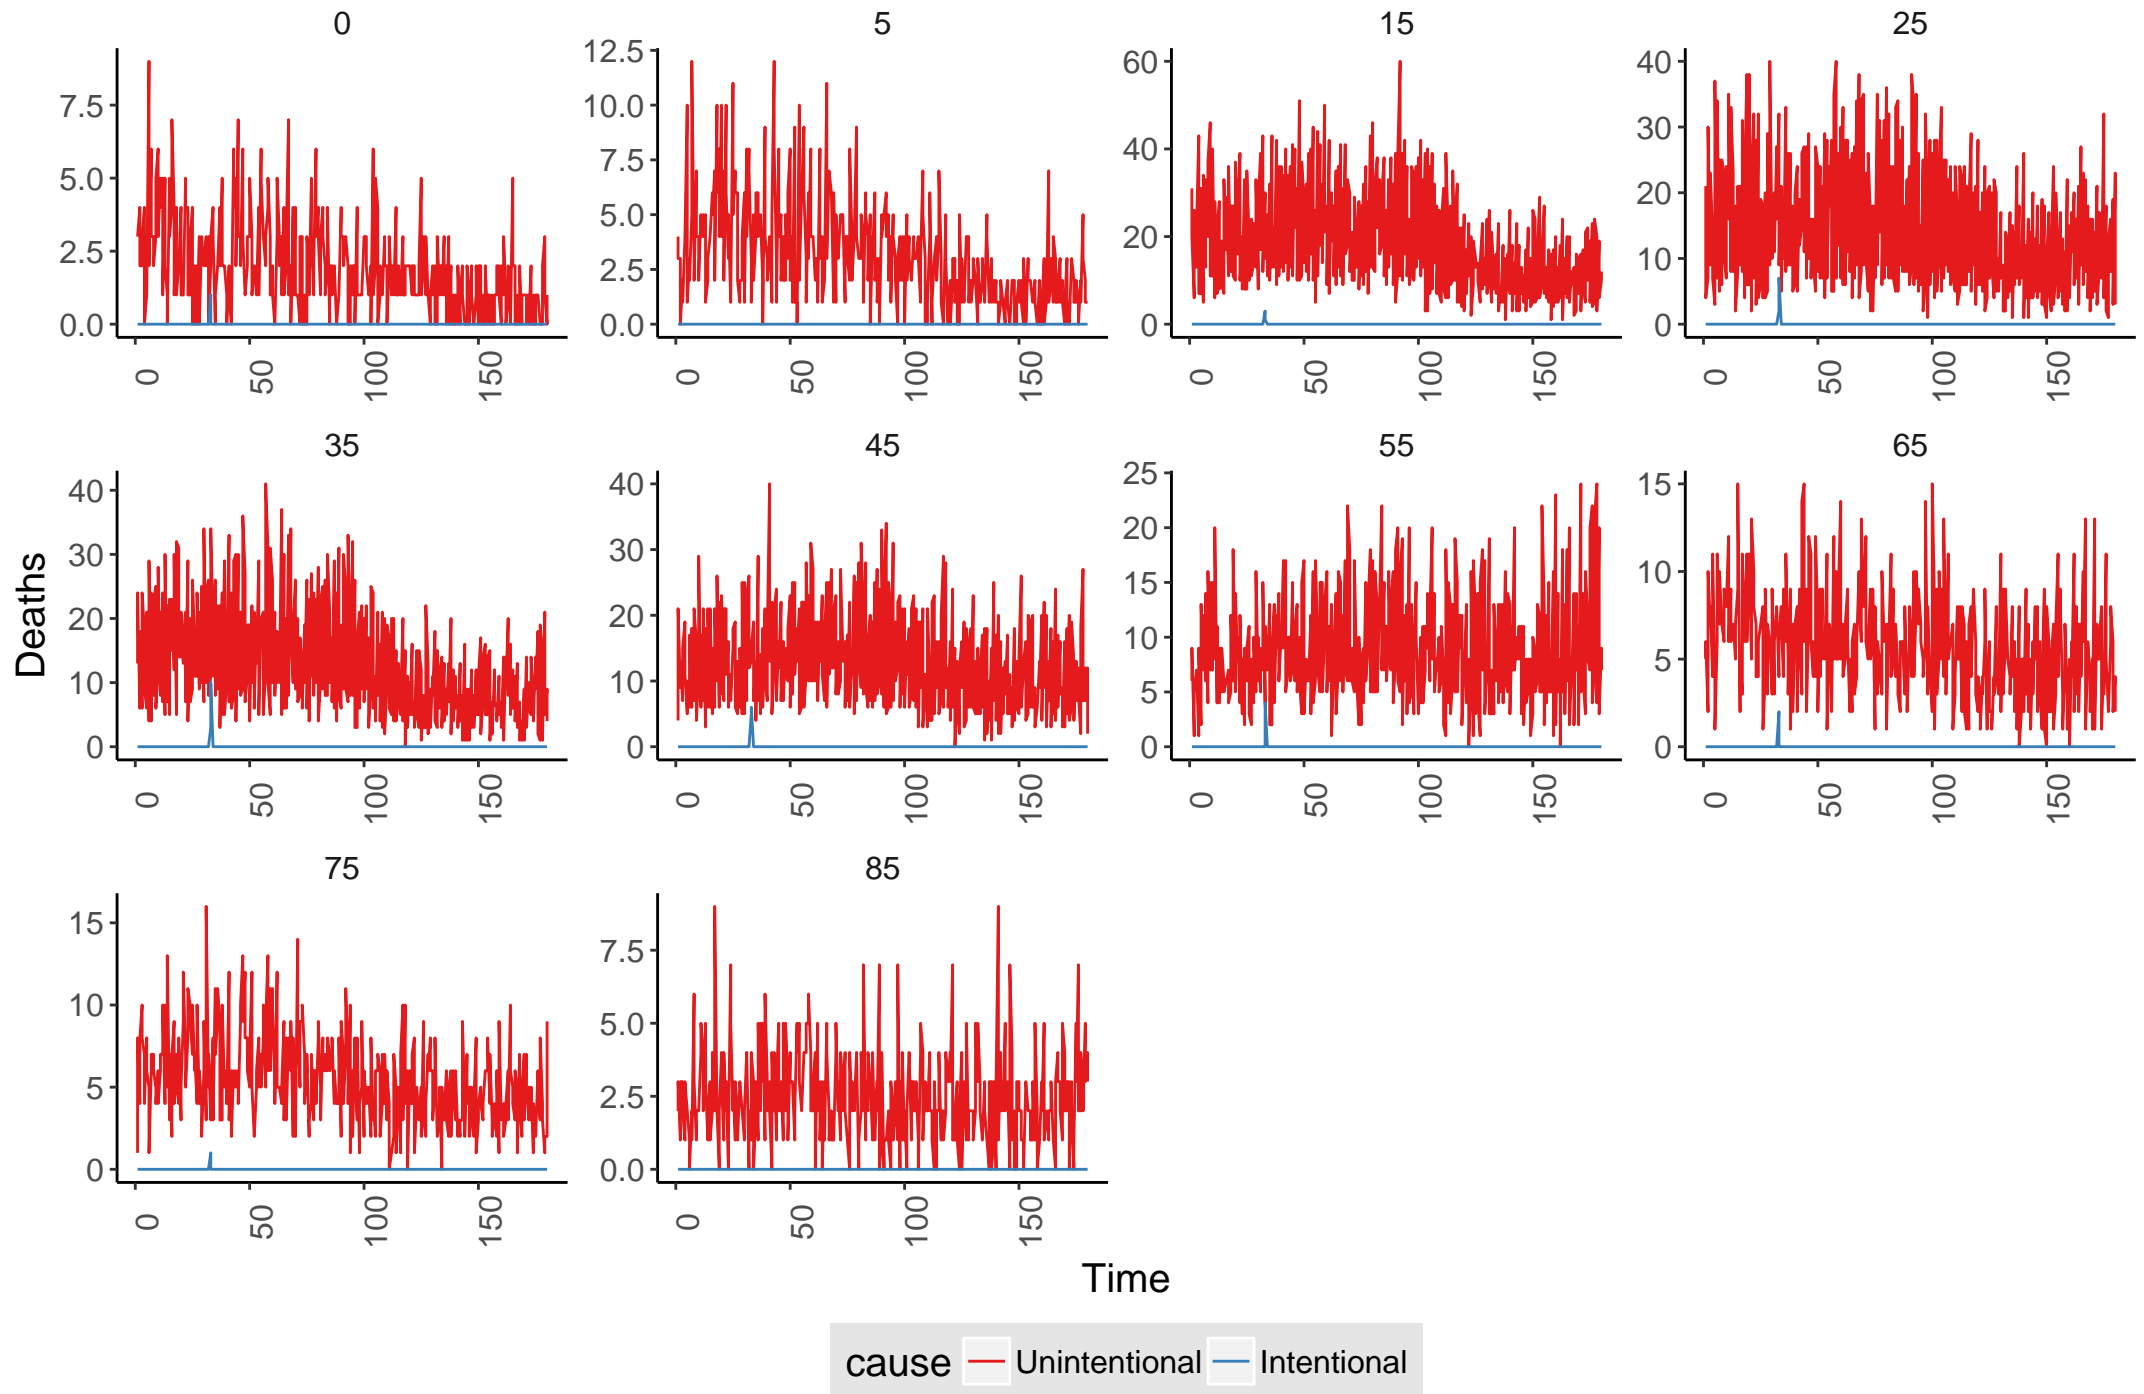 0 5 15 25
7.5 5.0 2.5 0.0
12.5 10.0 7.5 5.0 2.5 0.0
60 40 20 0
40 30 20 10 0
0 50 100 150 0 50 100 150 0 50 100 150 0 50 100 150
35 45 55 65
40 30 20 10 0
40 30 20 10 0
25 20 15 10 5 0
15 10 5 0
0 50 100 150 0 50 100 150 0 50 100 150 0 50 100 150
Deaths
75 85
15 10 5 0
7.5 5.0 2.5 0.0
0 50 100 150 0 50 100 150
Time
cause Unintentional Intentional